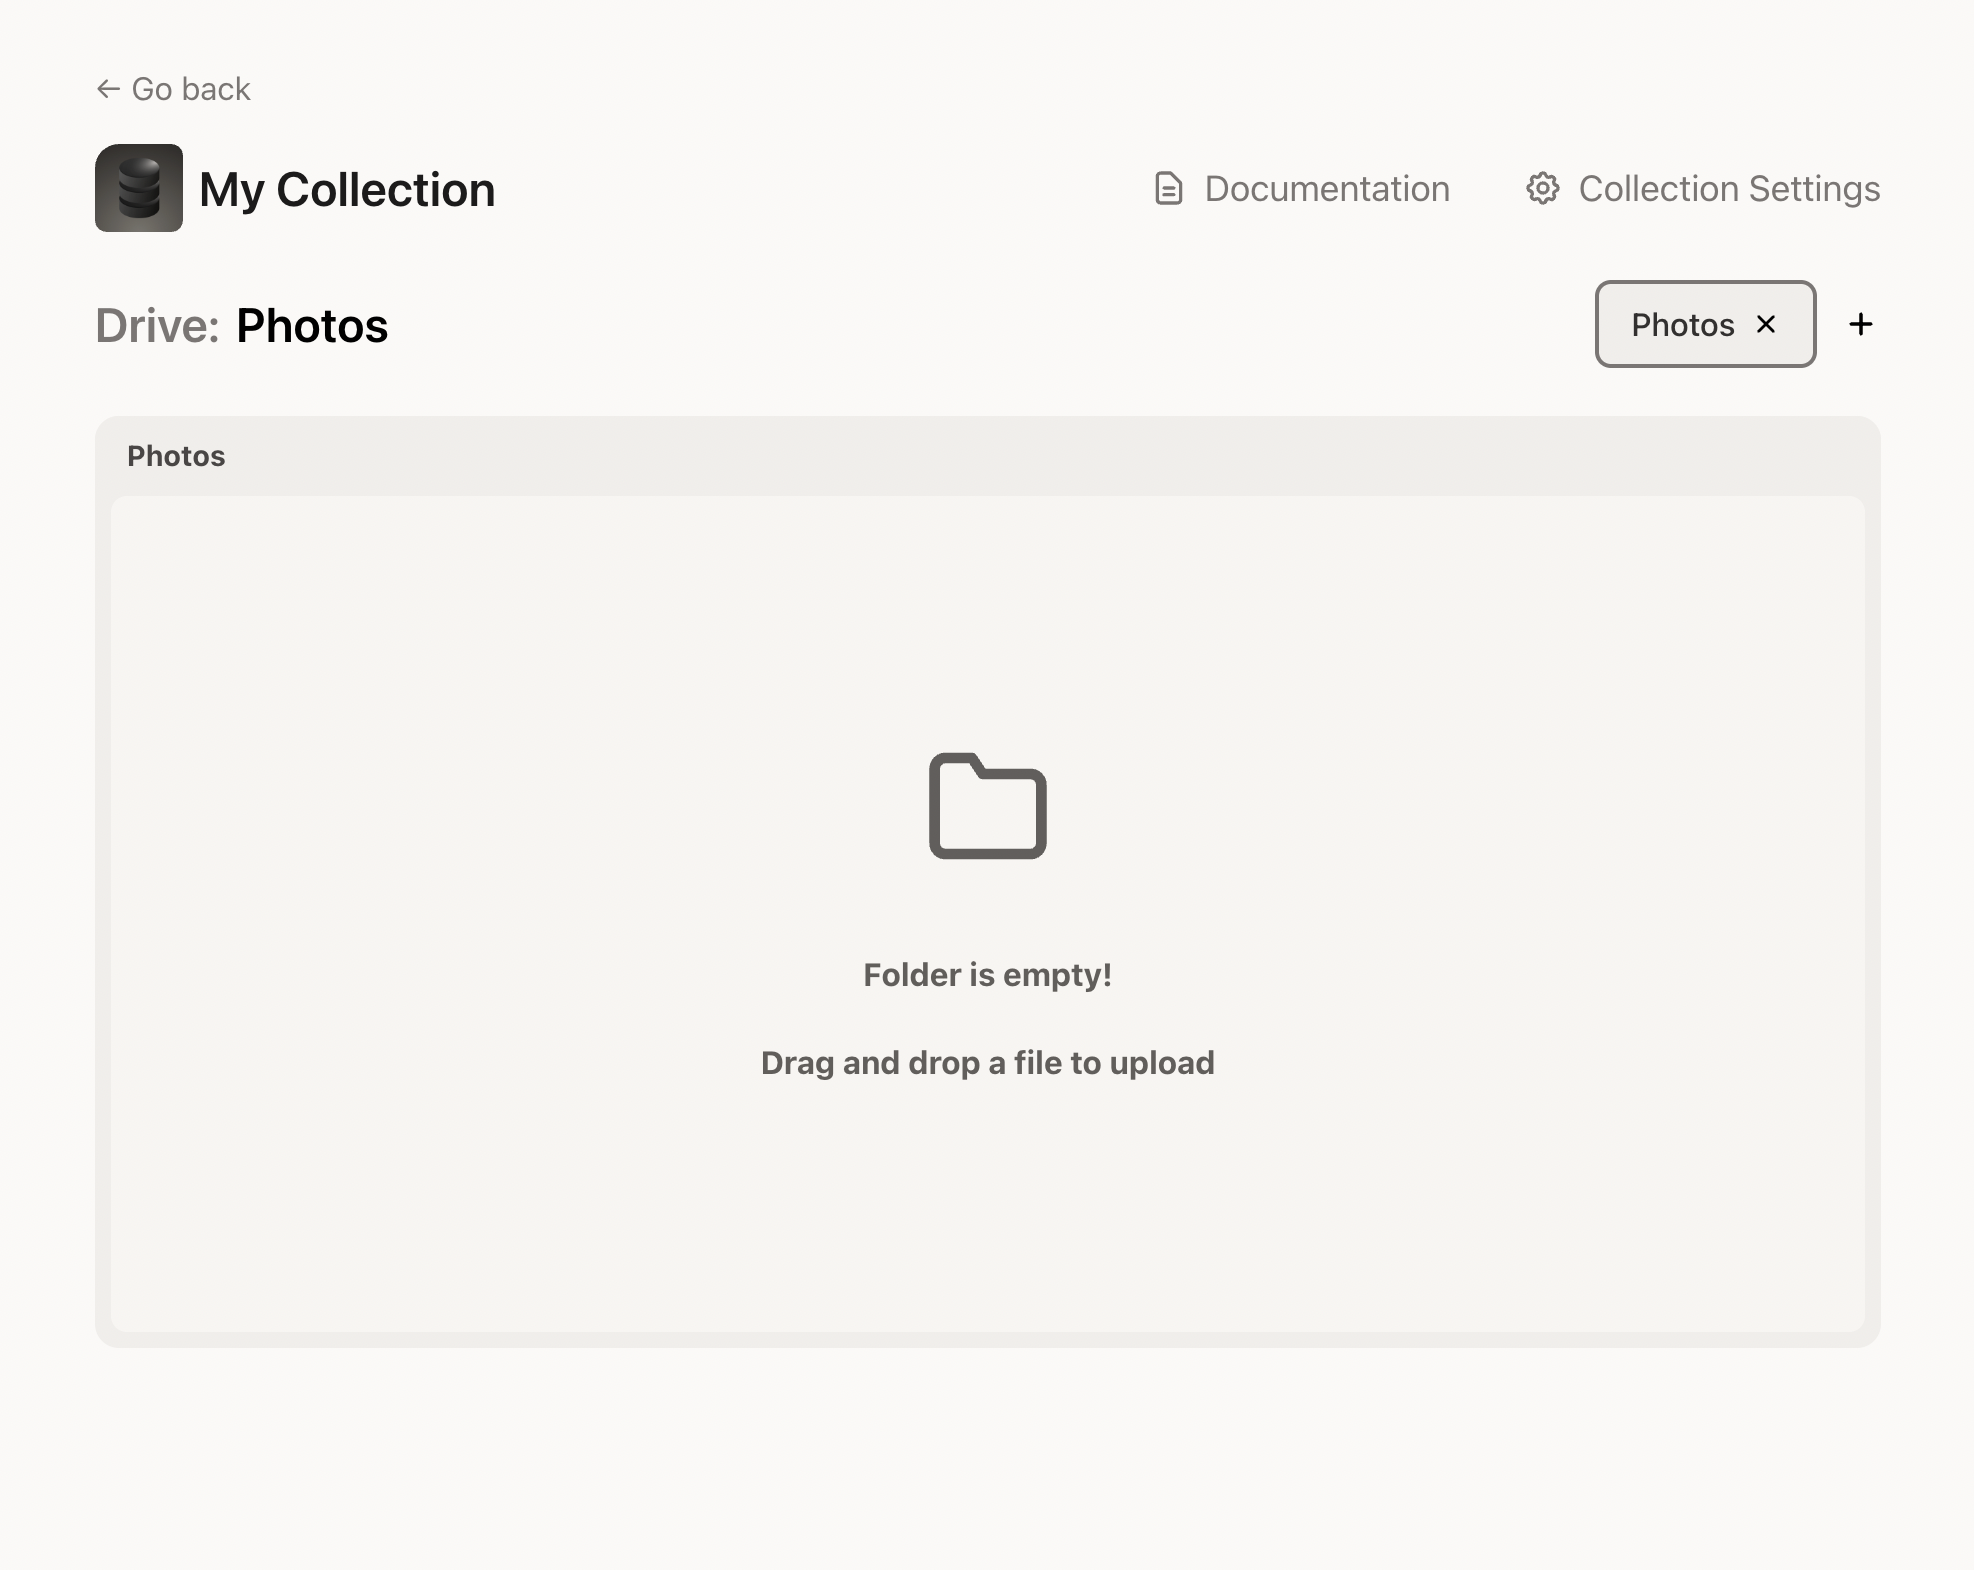 ← Go back
My Collection
Documentation
Collection Settings
Drive: Photos
Photos
Photos
Folder is empty!
Drag and drop a file to upload